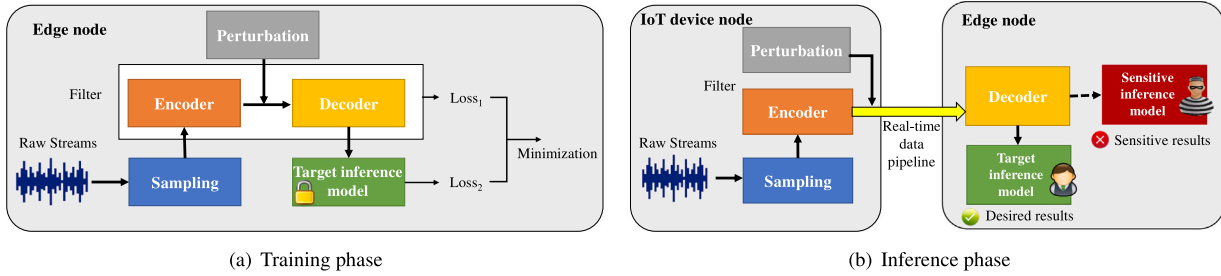 Edge node
Perturbation
Filter
Encoder
Decoder
Loss1
Raw Streams
Minimization
Sampling
Target inference
model
Loss2
(a) Training phase
IoT device node
Perturbation
Filter
Encoder
Raw Streams
Sampling
Real-time
data
pipeline
Edge node
Decoder
Sensitive
inference
model
Sensitive results
Target
inference
model
Desired results
(b) Inference phase